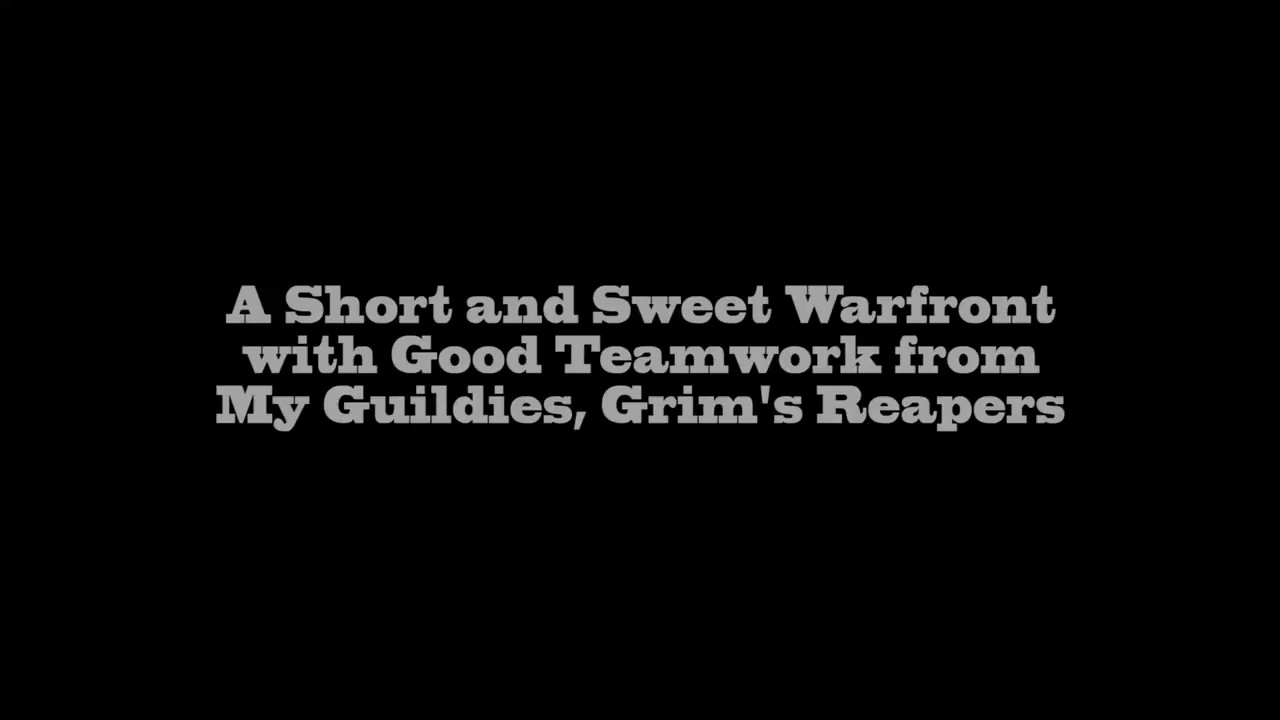 A Short and Sweet Warfront
with Good Teamwork from
My Guildies, Grim's Reapers